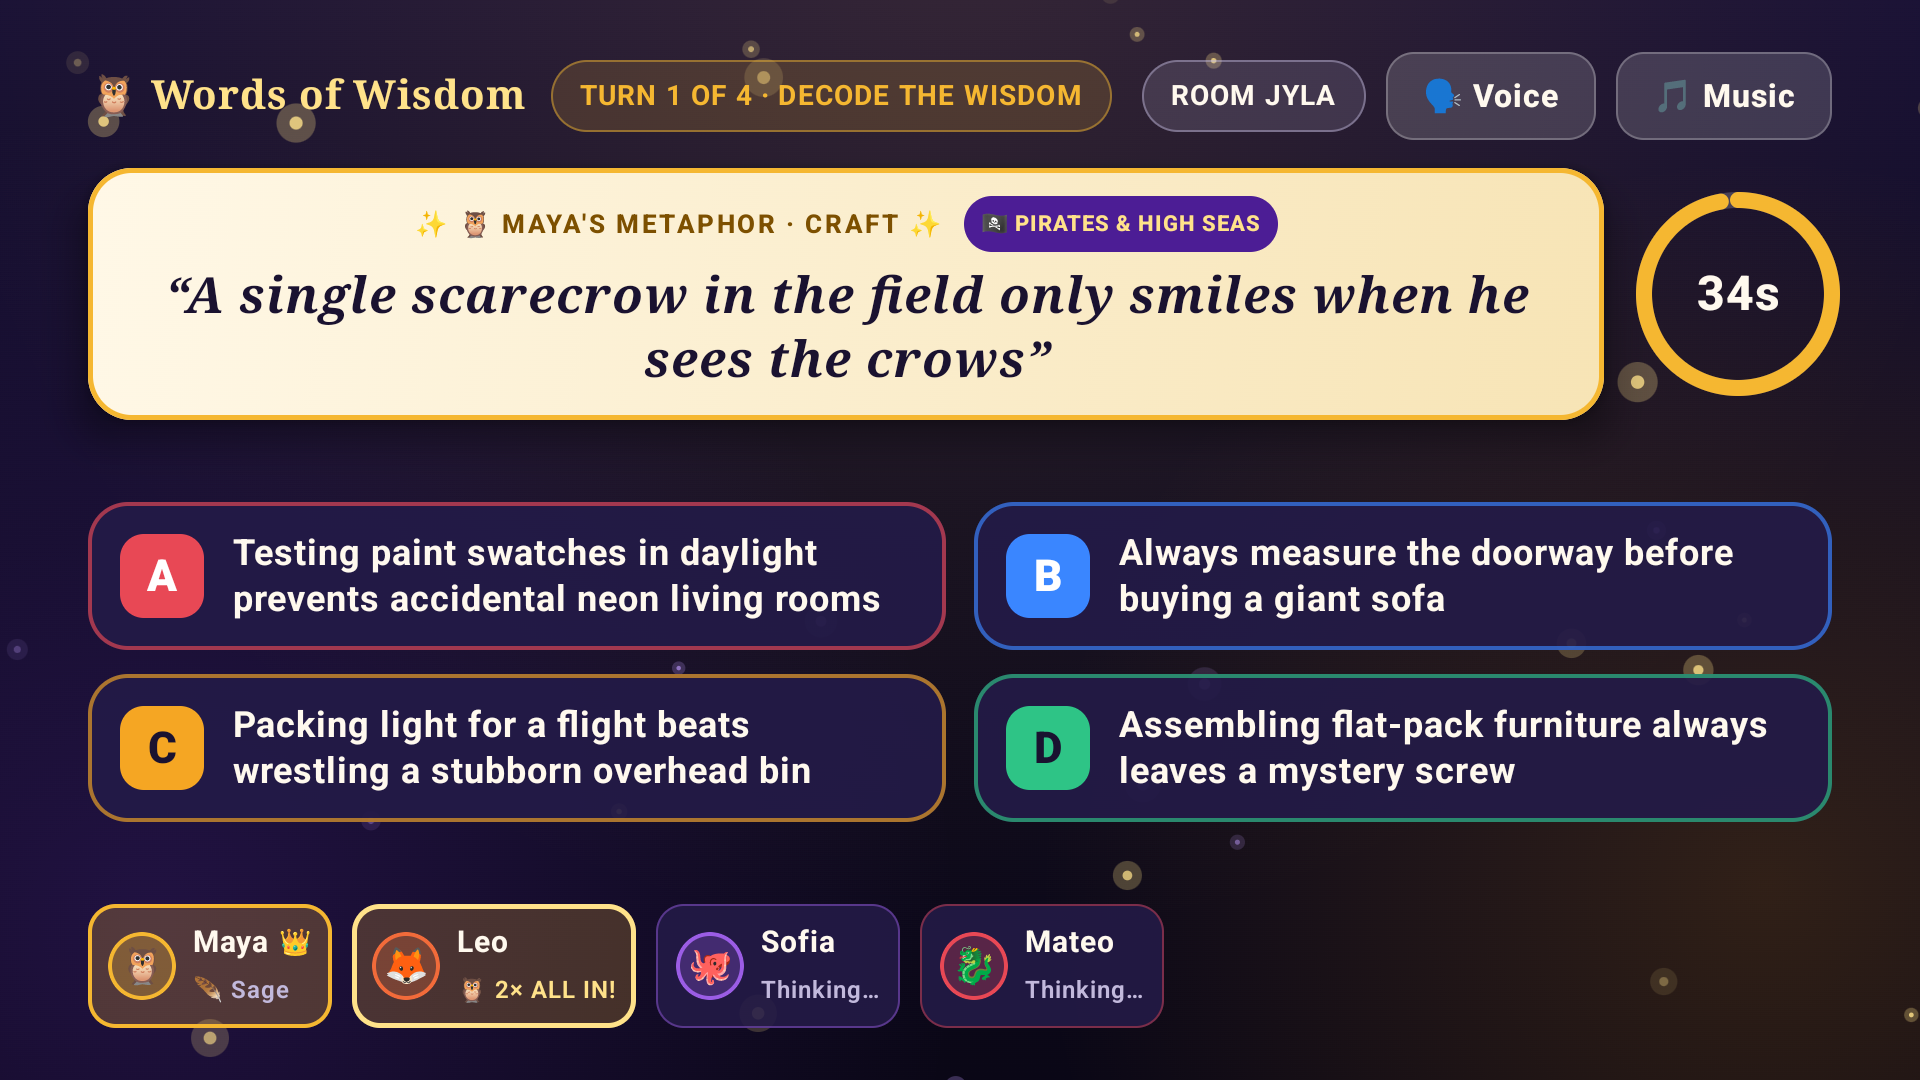 Words of Wisdom
TURN 1 OF 4 · DECODE THE WISDOM
ROOM JYLA
Voice
Music
MAYA'S METAPHOR · CRAFT
PIRATES & HIGH SEAS
“A single scarecrow in the field only smiles when he
sees the crows”
34s
A
Testing paint swatches in daylight
prevents accidental neon living rooms
B
Always measure the doorway before
buying a giant sofa
C
Packing light for a flight beats
wrestling a stubborn overhead bin
D
Assembling flat-pack furniture always
leaves a mystery screw
Maya
Sage
Leo
2× ALL IN!
Sofia
Thinking…
Mateo
Thinking…